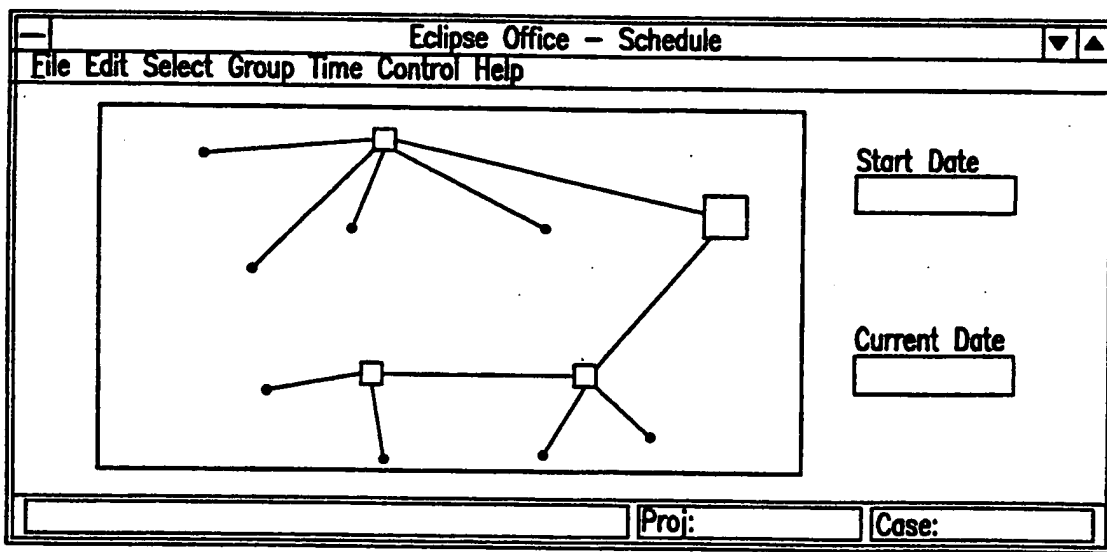 Eclipse Office – Schedule
File Edit Select Group Time Control Help
Start Date
Current Date
Proj:
Case: